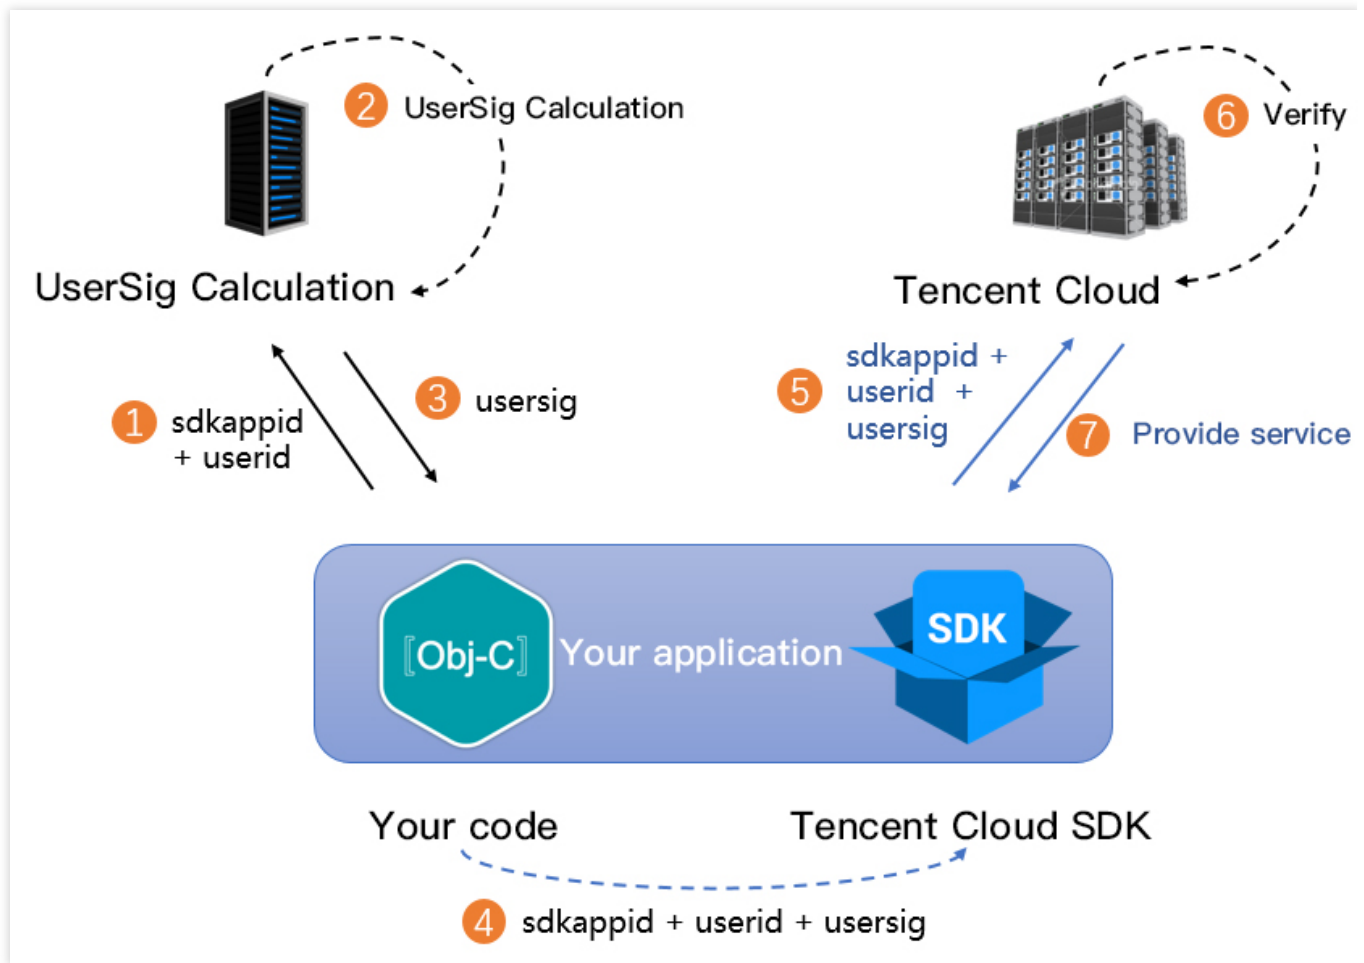 2 UserSig Calculation
6 Verify
UserSig Calculation
Tencent Cloud
1 sdkappid
+ userid
3 usersig
5 sdkappid +
userid +
usersig
7 Provide service
[Obj-C]
Your application
SDK
Your code
Tencent Cloud SDK
4 sdkappid + userid + usersig